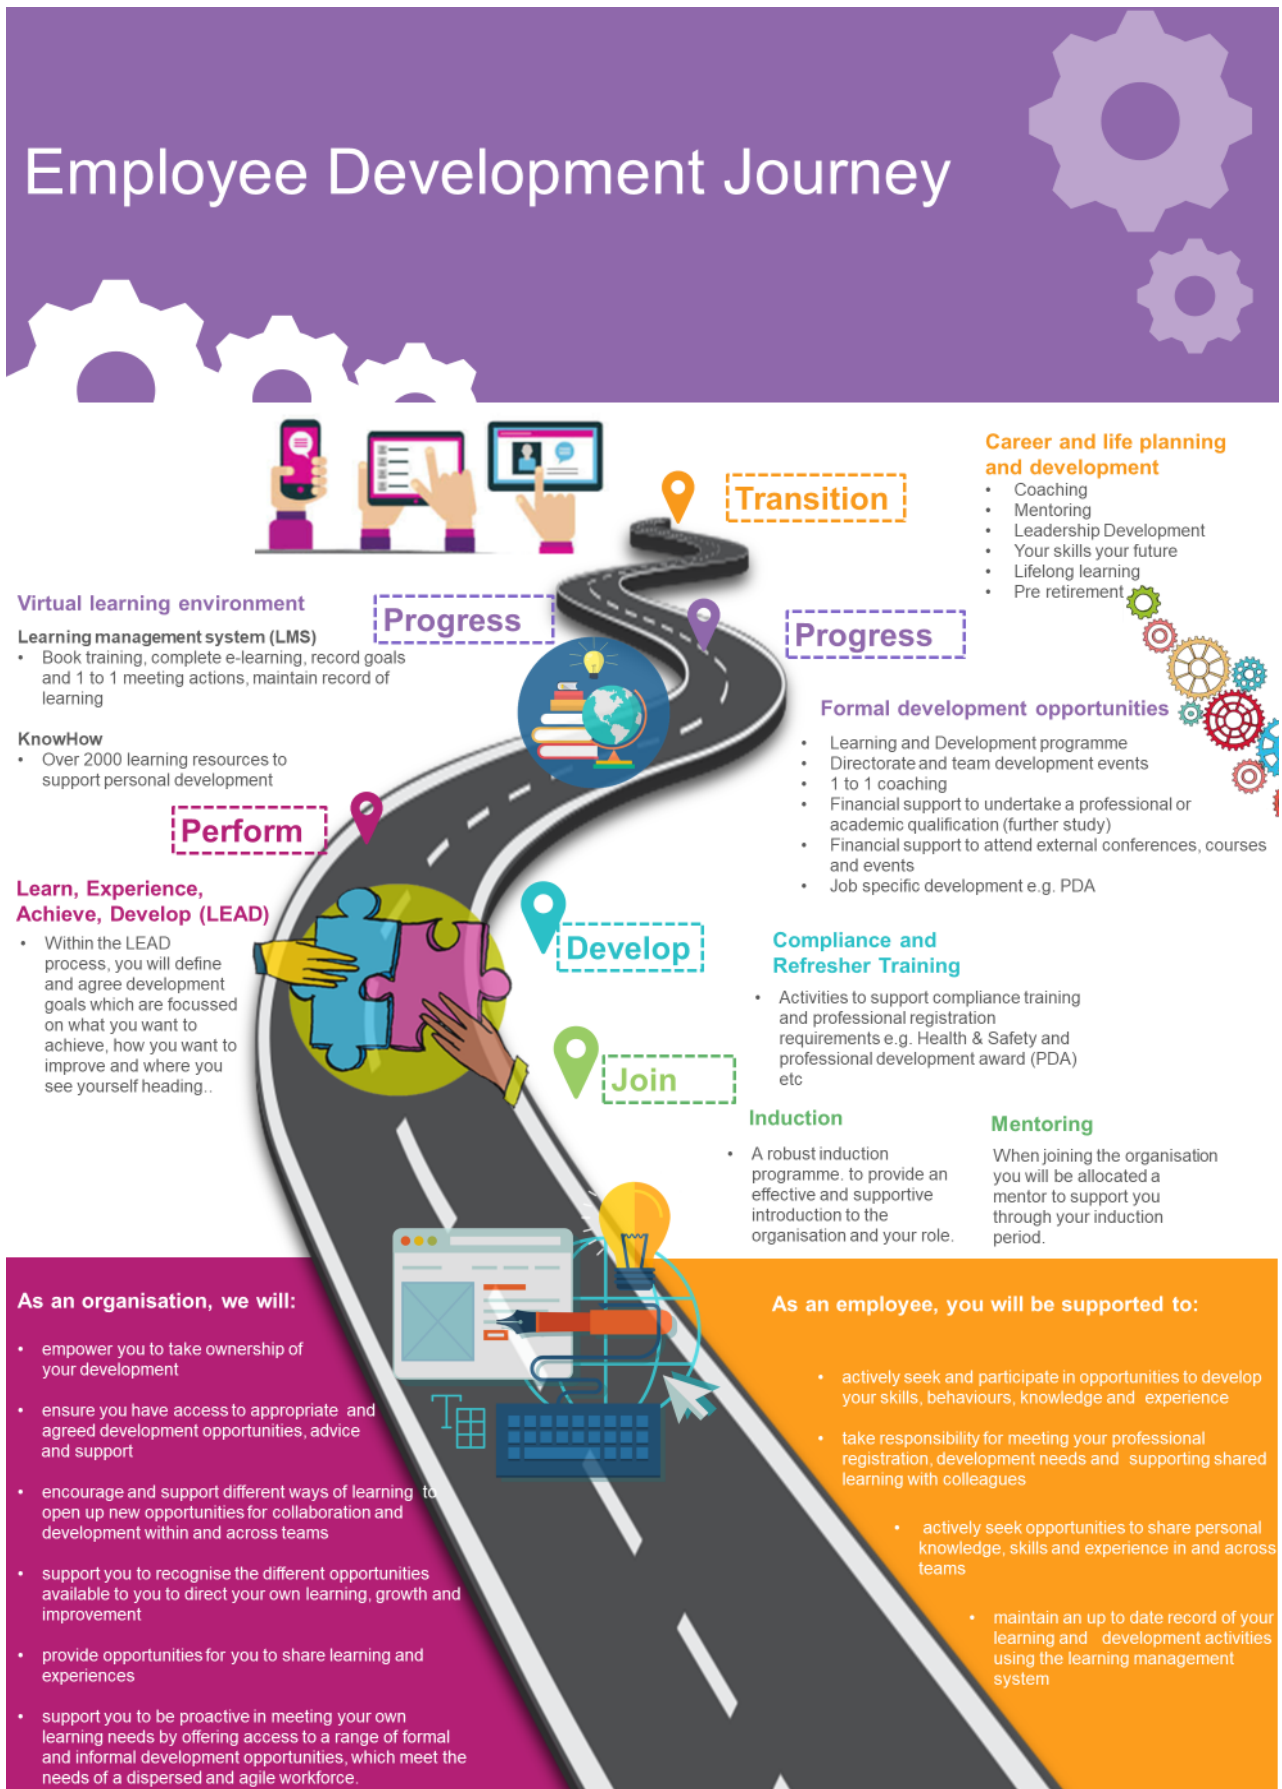 Employee Development Journey
Transition
Career and life planning
and development
• Coaching
• Mentoring
• Leadership Development
• Your skills your future
• Lifelong learning
• Pre retirement
Virtual learning environment
Learning management system (LMS)
• Book training, complete e-learning, record goals
and 1 to 1 meeting actions, maintain record of
learning
KnowHow
• Over 2000 learning resources to
support personal development
Progress
Progress
Formal development opportunities
• Learning and Development programme
• Directorate and team development events
• 1 to 1 coaching
• Financial support to undertake a professional or
academic qualification (further study)
• Financial support to attend external conferences, courses
and events
• Job specific development e.g. PDA
Perform
Learn, Experience,
Achieve, Develop (LEAD)
• Within the LEAD
process, you will define
and agree development
goals which are focussed
on what you want to
achieve, how you want to
improve and where you
see yourself heading..
Develop
Compliance and
Refresher Training
• Activities to support compliance training
and professional registration
requirements e.g. Health & Safety and
professional development award (PDA)
etc
Join
Induction
• A robust induction
programme. to provide an
effective and supportive
introduction to the
organisation and your role.
Mentoring
When joining the organisation
you will be allocated a
mentor to support you
through your induction
period.
As an organisation, we will:
• empower you to take ownership of
your development
• ensure you have access to appropriate and
agreed development opportunities, advice
and support
• encourage and support different ways of learning to
open up new opportunities for collaboration and
development within and across teams
• support you to recognise the different opportunities
available to you to direct your own learning, growth and
improvement
• provide opportunities for you to share learning and
experiences
• support you to be proactive in meeting your own
learning needs by offering access to a range of formal
and informal development opportunities, which meet the
needs of a dispersed and agile workforce.
As an employee, you will be supported to:
• actively seek and participate in opportunities to develop
your skills, behaviours, knowledge and experience
• take responsibility for meeting your professional
registration, development needs and supporting shared
learning with colleagues
• actively seek opportunities to share personal
knowledge, skills and experience in and across
teams
• maintain an up to date record of your
learning and development activities
using the learning management
system
T